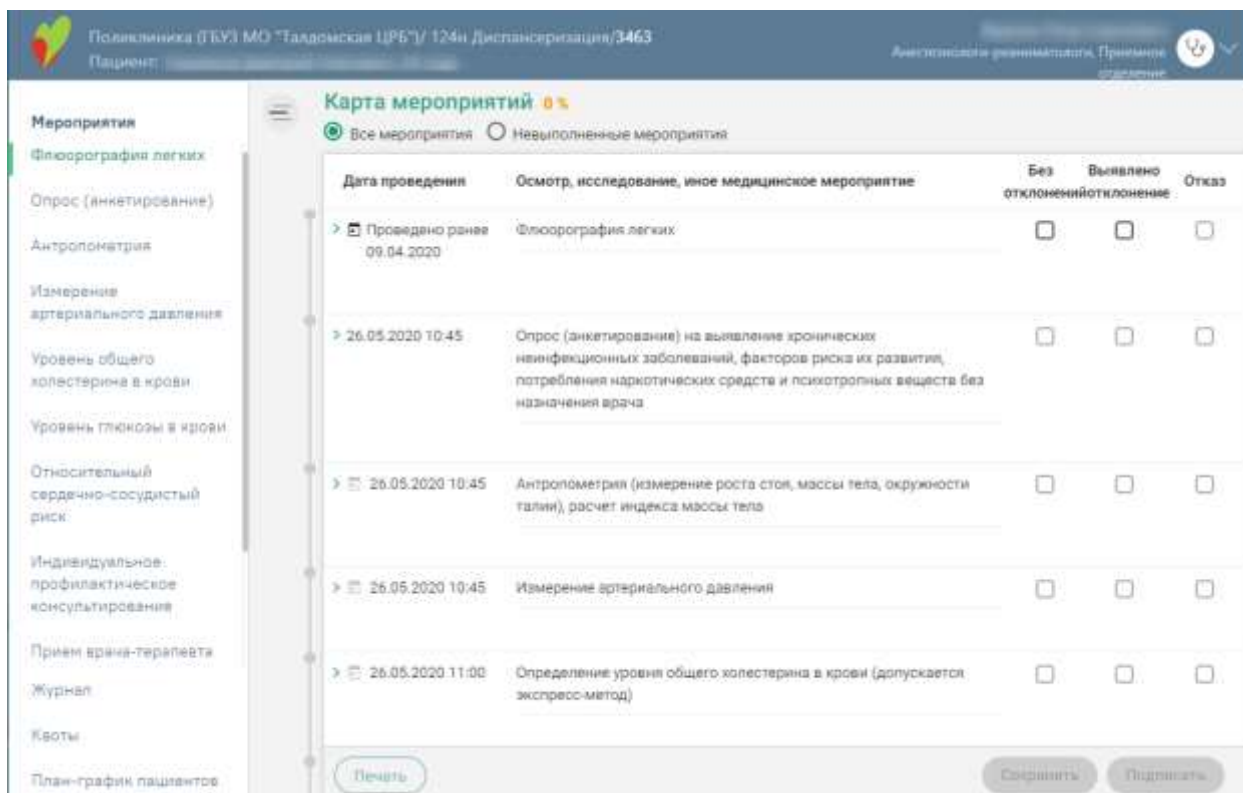 Поликлиника (ГБУЗ МО "Талдомская ЦРБ")/ 124н Диспансеризация/3463
Пациент:
Анестезиологи-реаниматологи, Приемное
отделение
Мероприятия
Флюорография легких
Опрос (анкетирование)
Антропометрия
Измерение
артериального давления
Уровень общего
холестерина в крови
Уровень глюкозы в крови
Относительный
сердечно-сосудистый
риск
Индивидуальное
профилактическое
консультирование
Прием врача-терапевта
Журнал
Квоты
План-график пациентов
Карта мероприятий 0 %
Все мероприятия Невыполненные мероприятия
Дата проведения Осмотр, исследование, иное медицинское мероприятие Без отклонений Выявлено отклонение Отказ
Проведено ранее Флюорография легких
09.04.2020
26.05.2020 10:45 Опрос (анкетирование) на выявление хронических
неинфекционных заболеваний, факторов риска их развития,
потребления наркотических средств и психотропных веществ без
назначения врача
26.05.2020 10:45 Антропометрия (измерение роста стоя, массы тела, окружности
талии), расчет индекса массы тела
26.05.2020 10:45 Измерение артериального давления
26.05.2020 11:00 Определение уровня общего холестерина в крови (допускается
экспресс-метод)
Печать Сохранить Подписать